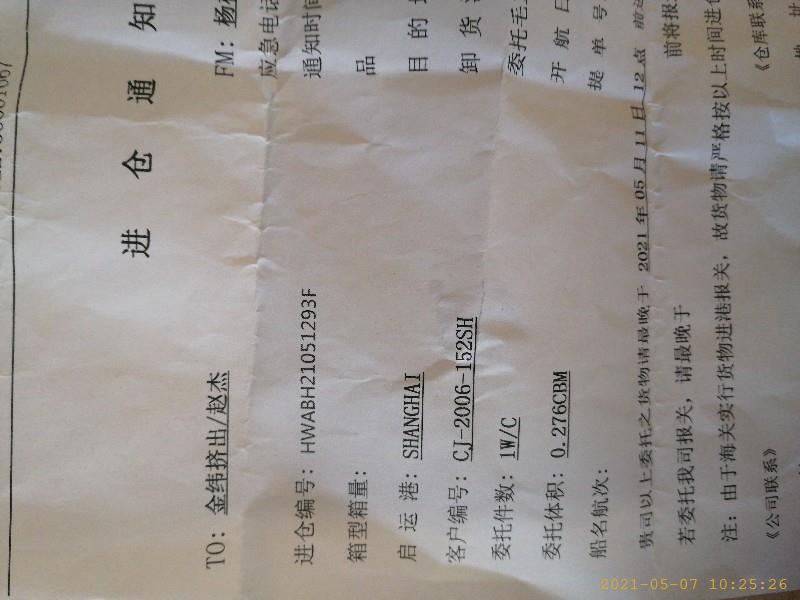 进 仓 通 知
TO: 金纬挤出/赵杰 FM: 杨
应急电话
进仓编号: HWABH21051293F 通知时间
箱型箱量: 品
启 运 港: SHANGHAI 目 的
客户编号: CJ-2006-152SH 卸 货
委托件数: 1W/C 委托毛
委托体积: 0.276CBM 开 航
船名航次: 提 单 号
贵司以上委托之货物请最晚于 2021 年 05 月 11 日 12 点 前
若委托我司报关, 请最晚于 前将报
注: 由于海关实行货物进港报关, 故货物请严格按以上时间进仓
《公司联系》 《仓库联系
2021-05-07 10:25:26